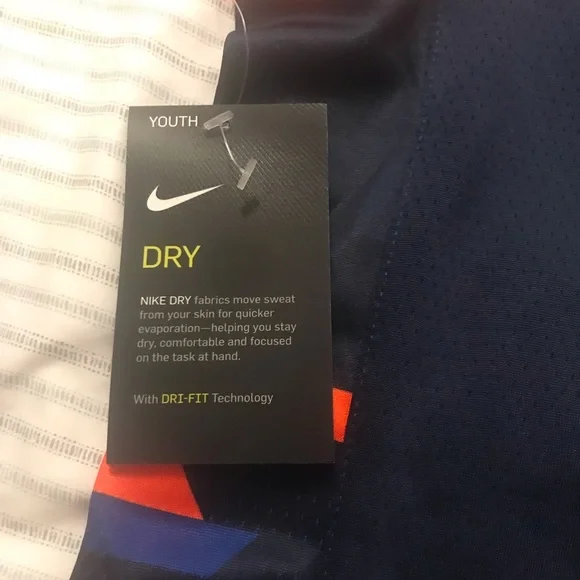 YOUTH
DRY
NIKE DRY fabrics move sweat
from your skin for quicker
evaporation—helping you stay
dry, comfortable and focused
on the task at hand.
With DRI-FIT Technology